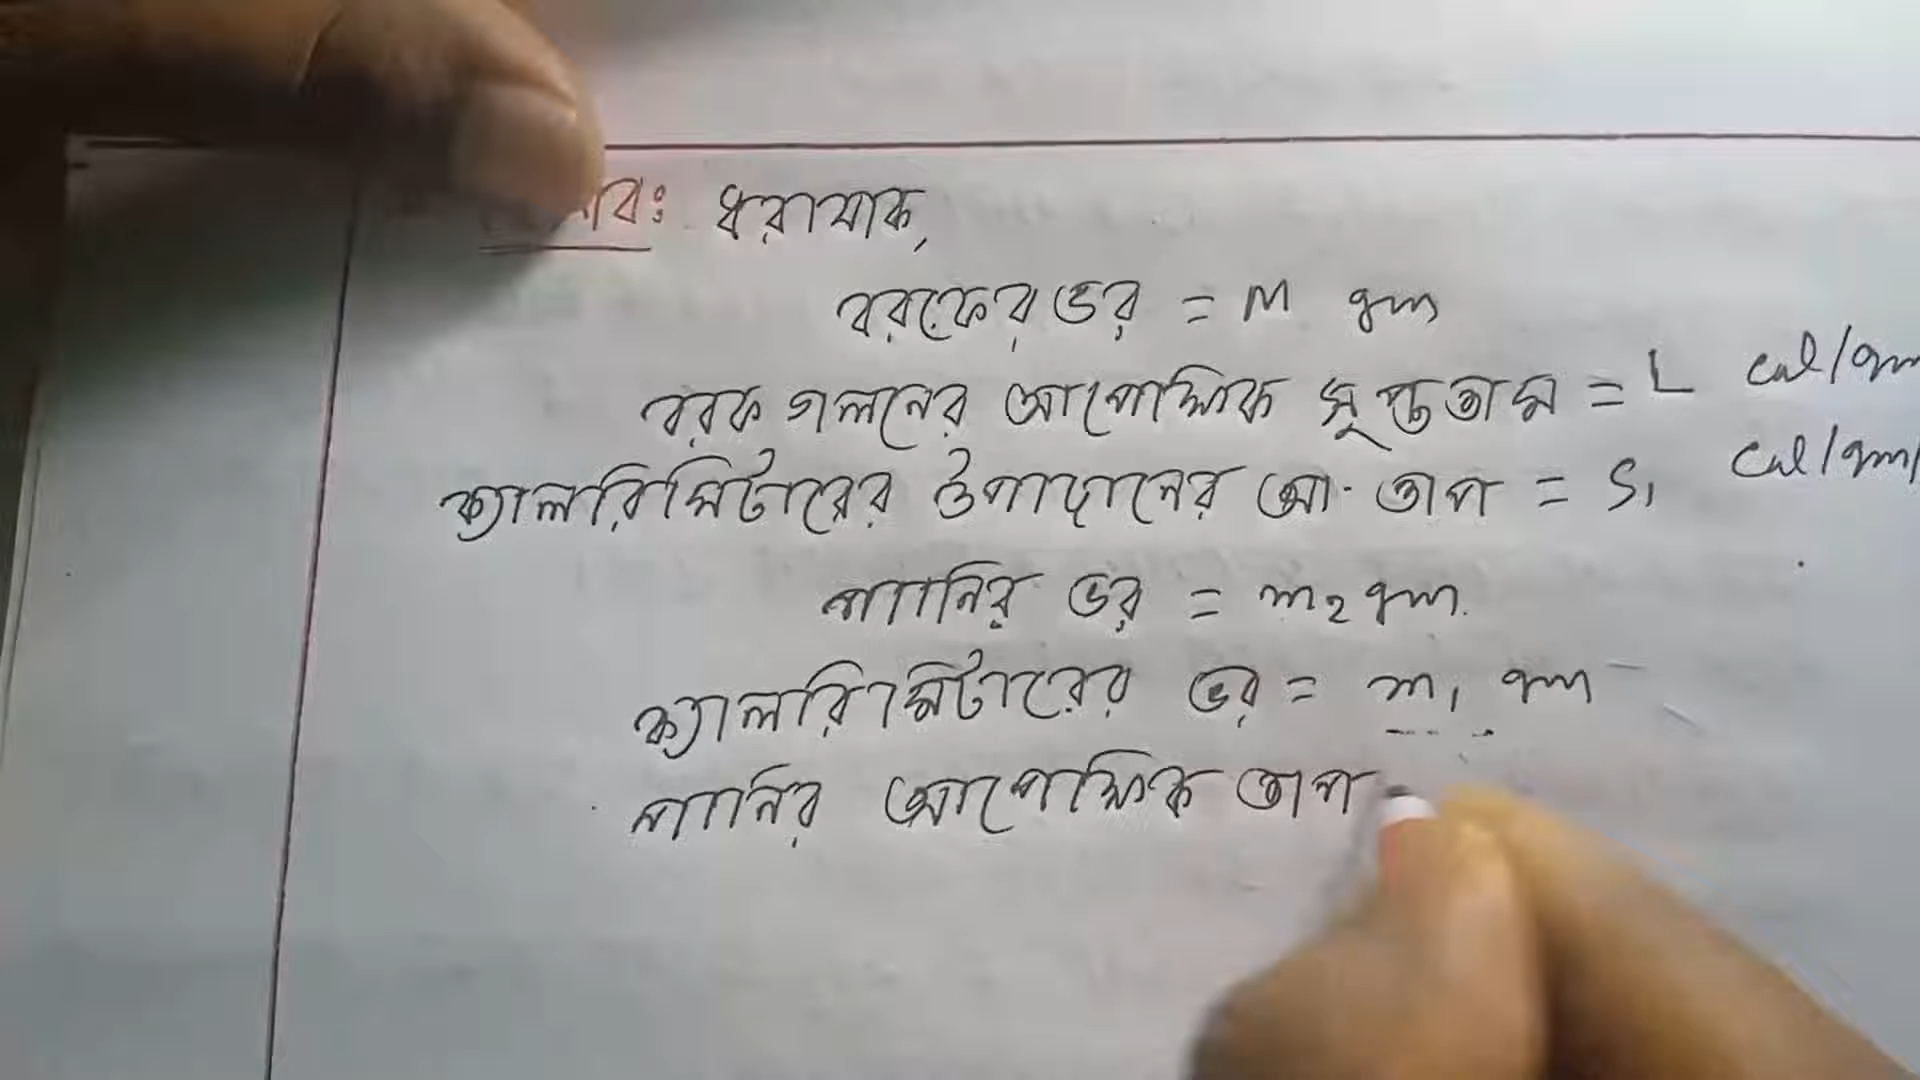 ধরাযাক,
বরফের ভর = M gm
বরফ গলনের আপেক্ষিক সুপ্ততাপ = L cal/gm
ক্যালরিমিটারের উপাদানের আ. তাপ = S₁ cal/gm/
পানির ভর = m₂ gm.
ক্যালরিমিটারের ভর = m₁ gm
পানির আপেক্ষিক তাপ